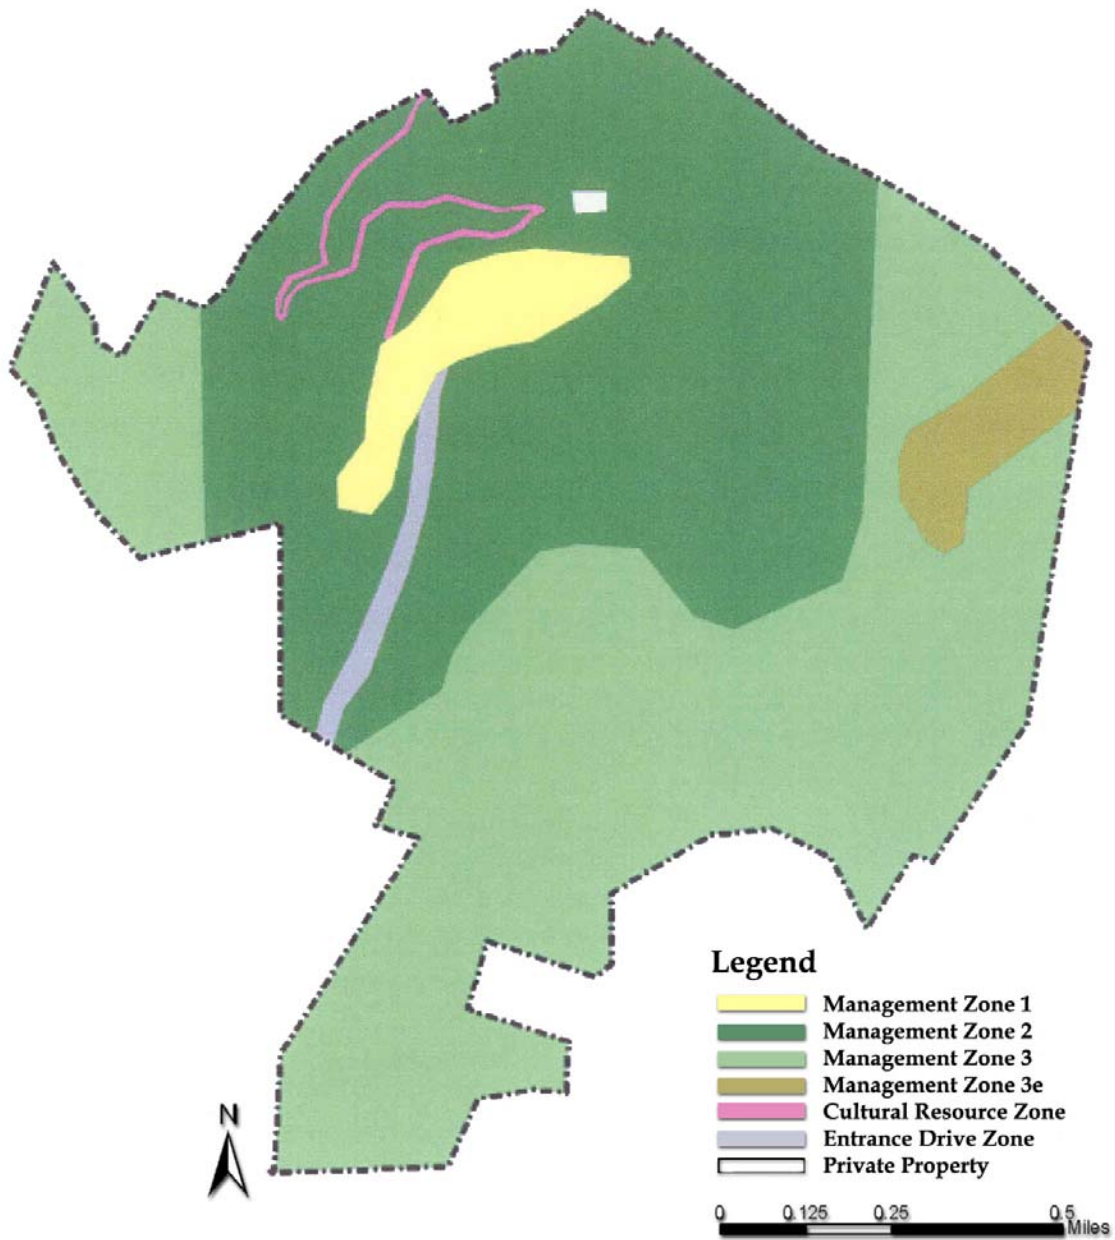 Legend
Management Zone 1
Management Zone 2
Management Zone 3
Management Zone 3e
Cultural Resource Zone
Entrance Drive Zone
Private Property
N
0 0.125 0.25 0.5
Miles